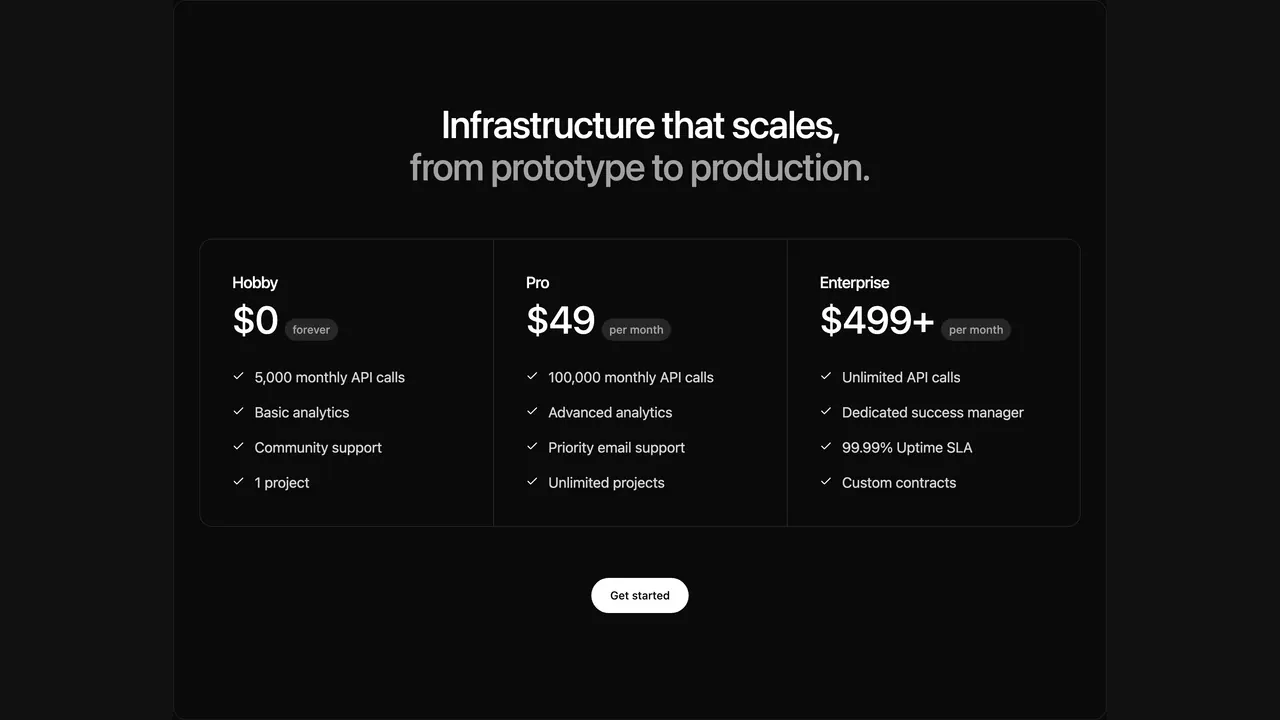 Infrastructure that scales,
from prototype to production.
Hobby
$0 forever
5,000 monthly API calls
Basic analytics
Community support
1 project
Pro
$49 per month
100,000 monthly API calls
Advanced analytics
Priority email support
Unlimited projects
Enterprise
$499+ per month
Unlimited API calls
Dedicated success manager
99.99% Uptime SLA
Custom contracts
Get started